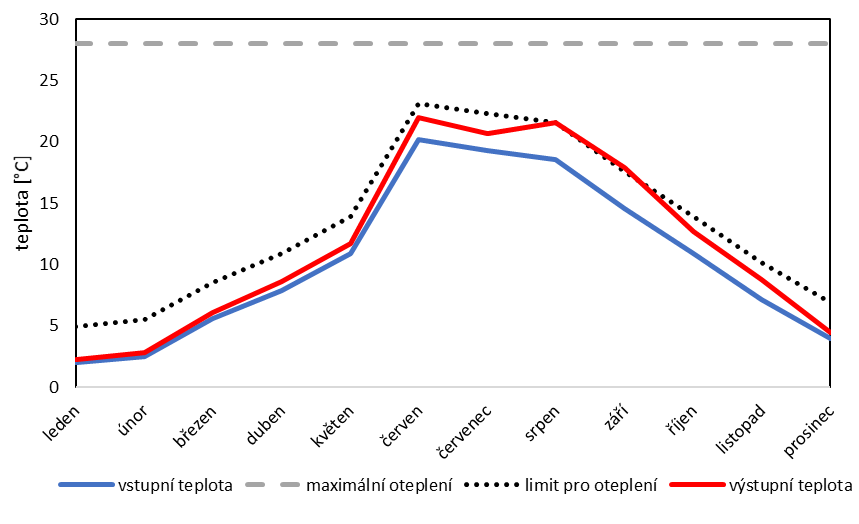 30
25
20
15
10
5
0
teplota [°C]
leden
únor
březen
duben
květen
červen
červenec
srpen
září
říjen
listopad
prosinec
vstupní teplota maximální oteplení limit pro oteplení výstupní teplota